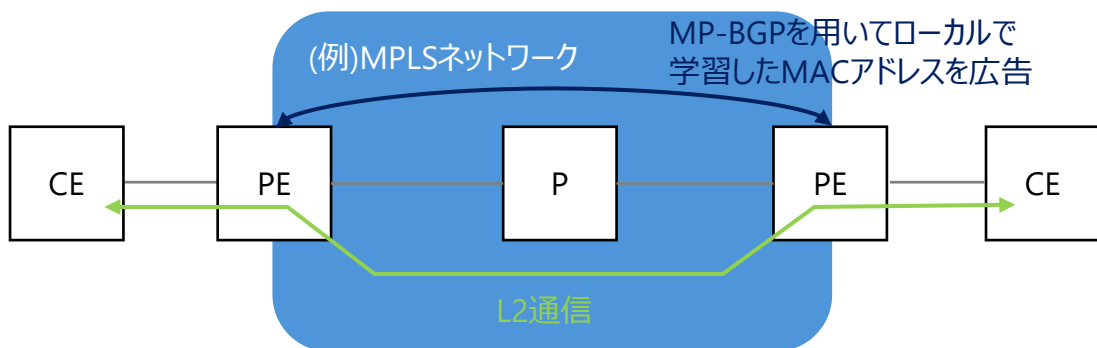 MP-BGPを用いてローカルで
学習したMACアドレスを広告
(例)MPLSネットワーク
CE
PE
P
PE
CE
L2通信